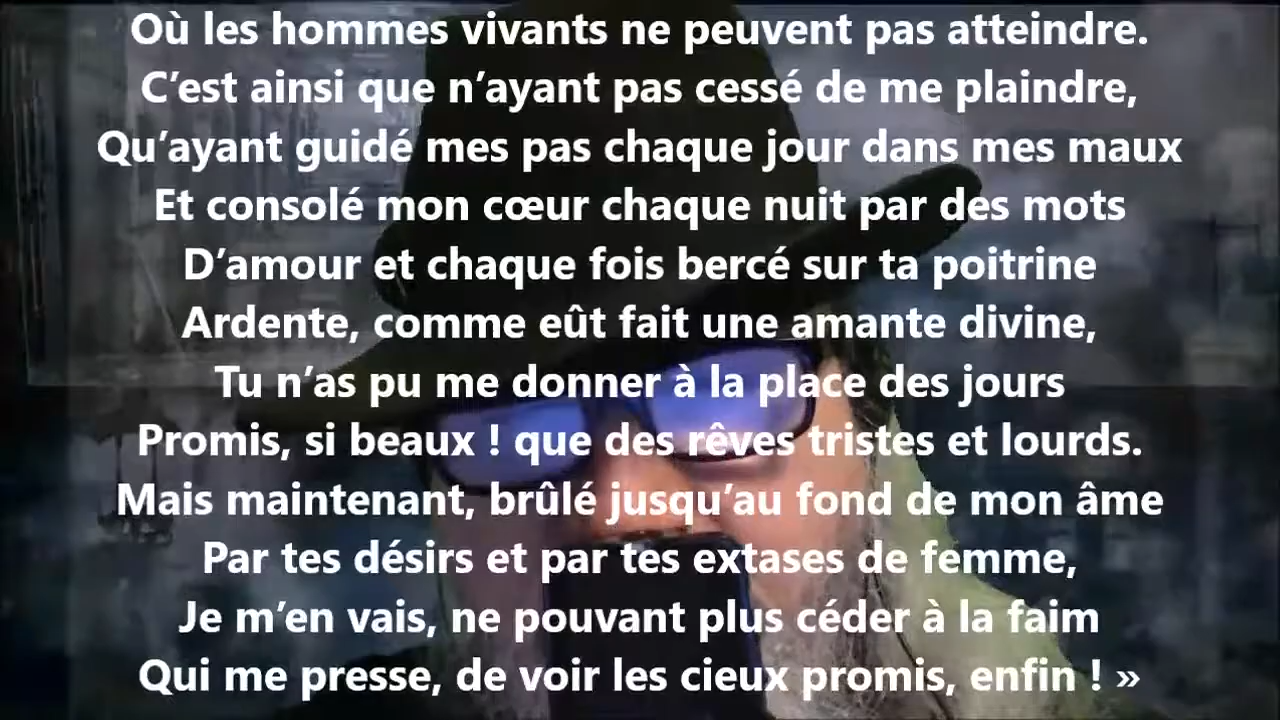 Où les hommes vivants ne peuvent pas atteindre.
C’est ainsi que n’ayant pas cessé de me plaindre,
Qu’ayant guidé mes pas chaque jour dans mes maux
Et consolé mon cœur chaque nuit par des mots
D’amour et chaque fois bercé sur ta poitrine
Ardente, comme eût fait une amante divine,
Tu n’as pu me donner à la place des jours
Promis, si beaux ! que des rêves tristes et lourds.
Mais maintenant, brûlé jusqu’au fond de mon âme
Par tes désirs et par tes extases de femme,
Je m’en vais, ne pouvant plus céder à la faim
Qui me presse, de voir les cieux promis, enfin ! »